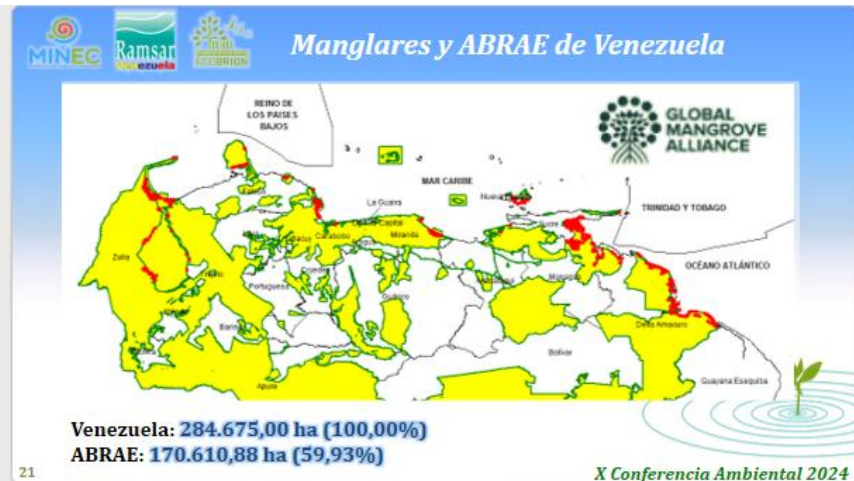 MINEC
Ramsar
Venezuela
ECOBRION
Manglares y ABRAE de Venezuela
REINO DE
LOS PAISES
BAJOS
GLOBAL
MANGROVE
ALLIANCE
MAR CARIBE
TRINIDAD Y TOBAGO
La Guaira
Capital
Carabobo
Miranda
Sucre
OCÉANO ATLÁNTICO
Zulia
Portuguesa
Guárico
Monagas
Delta Amacuro
Bolívar
Apure
Guayana Esequiba
Venezuela: 284.675,00 ha (100,00%)
ABRAE: 170.610,88 ha (59,93%)
21
X Conferencia Ambiental 2024